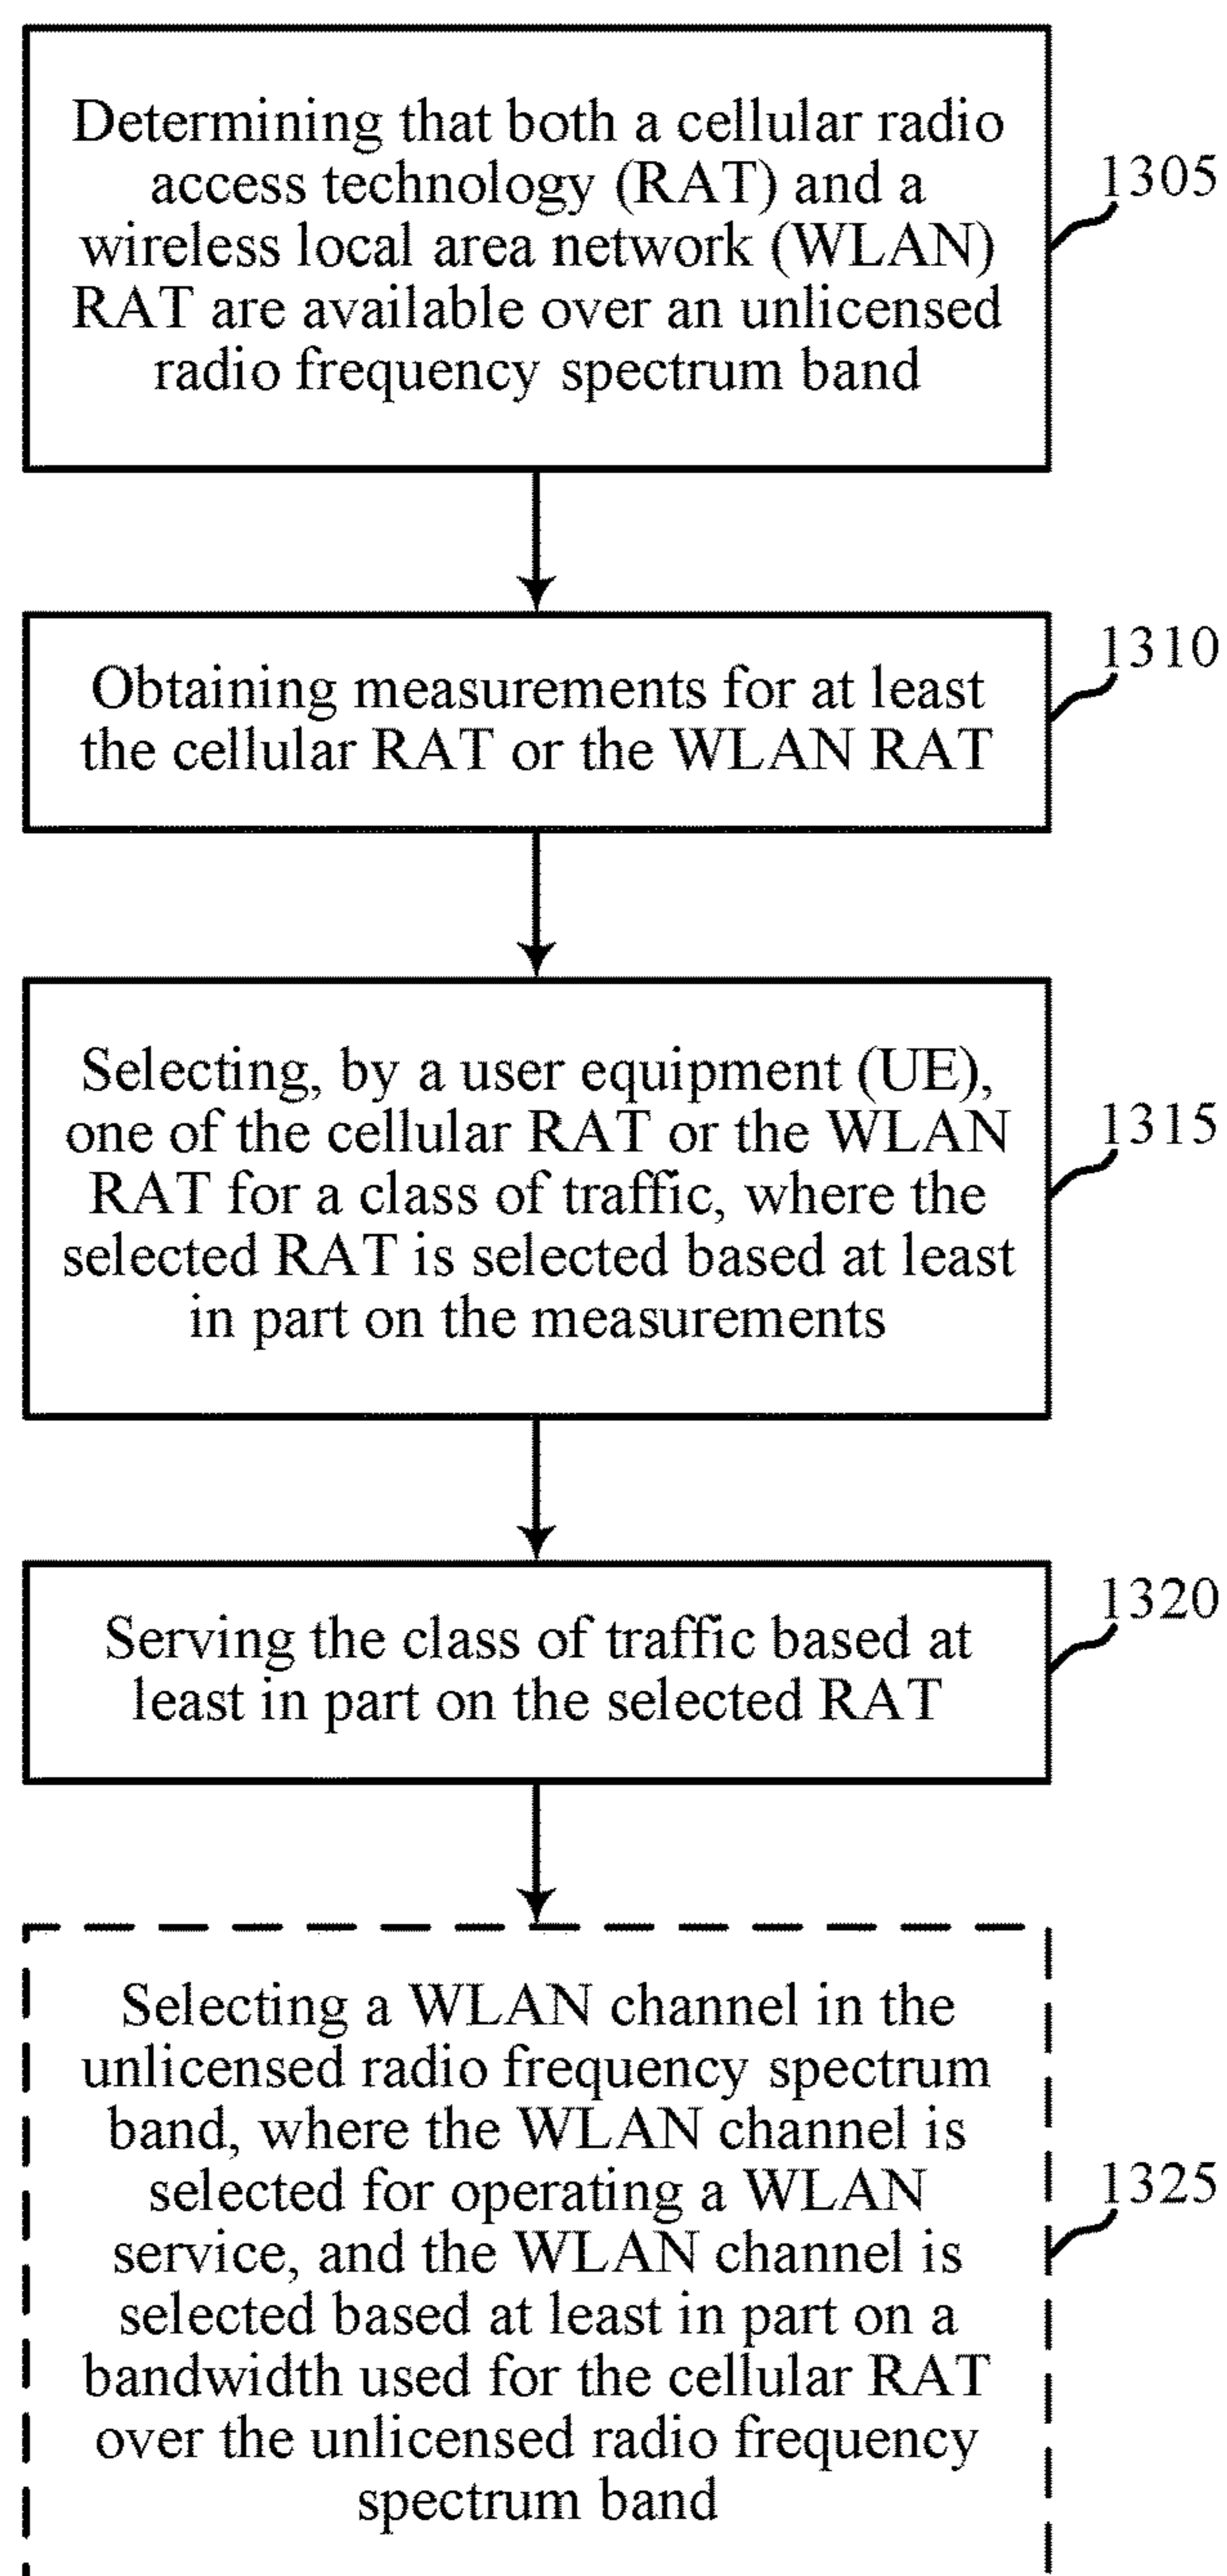 Determining that both a cellular radio
access technology (RAT) and a
wireless local area network (WLAN)
RAT are available over an unlicensed
radio frequency spectrum band
1305
Obtaining measurements for at least
the cellular RAT or the WLAN RAT
1310
Selecting, by a user equipment (UE),
one of the cellular RAT or the WLAN
RAT for a class of traffic, where the
selected RAT is selected based at least
in part on the measurements
1315
Serving the class of traffic based at
least in part on the selected RAT
1320
Selecting a WLAN channel in the
unlicensed radio frequency spectrum
band, where the WLAN channel is
selected for operating a WLAN
service, and the WLAN channel is
selected based at least in part on a
bandwidth used for the cellular RAT
over the unlicensed radio frequency
spectrum band
1325